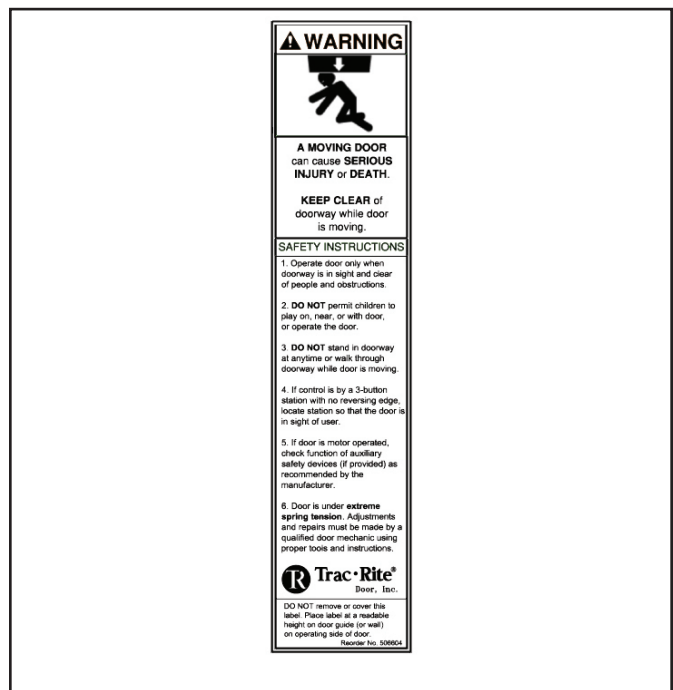 WARNING
A MOVING DOOR
can cause SERIOUS
INJURY or DEATH.
KEEP CLEAR of
doorway while door
is moving.
SAFETY INSTRUCTIONS
1. Operate door only when
doorway is in sight and clear
of people and obstructions.
2. DO NOT permit children to
play on, near, or with door,
or operate the door.
3. DO NOT stand in doorway
at anytime or walk through
doorway while door is moving.
4. If control is by a 3-button
station with no reversing edge,
locate station so that the door is
in sight of user.
5. If door is motor operated,
check function of auxiliary
safety devices (if provided) as
recommended by the
manufacturer.
6. Door is under extreme
spring tension. Adjustments
and repairs must be made by a
qualified door mechanic using
proper tools and instructions.
TR Trac·Rite®
Door, Inc.
DO NOT remove or cover this
label. Place label at a readable
height on door guide (or wall)
on operating side of door.
Reorder No. 506604